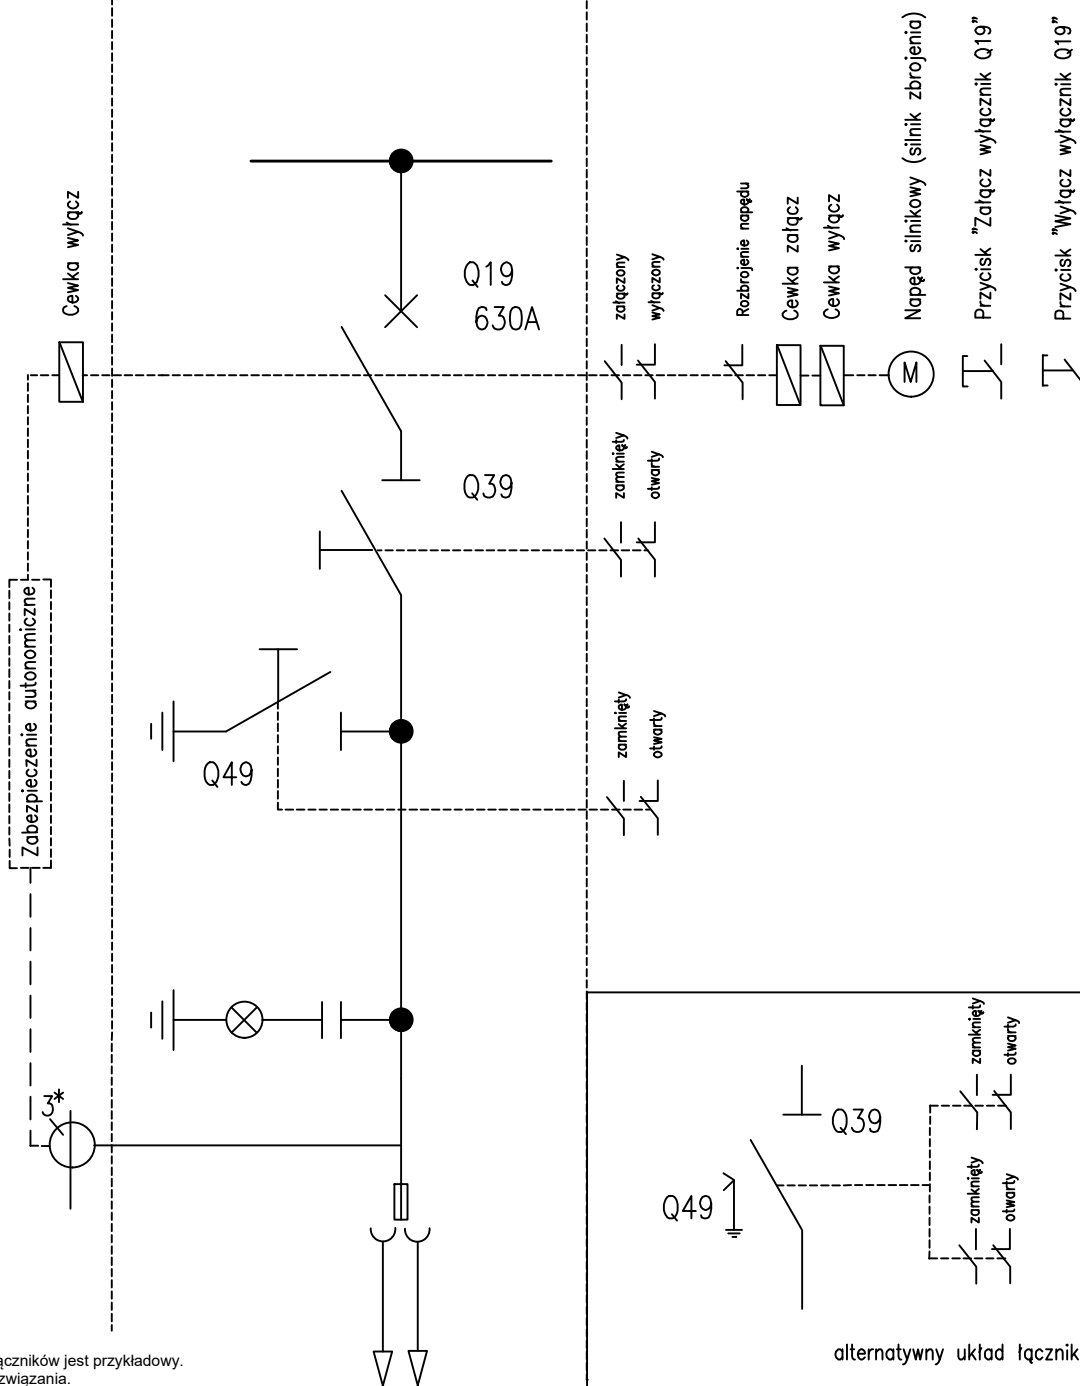 Cewka wyłącz
Q19
630A
załączony
wyłączony
Rozbrojenie napędu
Cewka załącz
Cewka wyłącz
Napęd silnikowy (silnik zbrojenia)
Przycisk "Załącz wyłącznik Q19"
Przycisk "Wyłącz wyłącznik Q19"
M
Q39
zamknięty
otwarty
Zabezpieczenie autonomiczne
Q49
zamknięty
otwarty
3*
Q39
zamknięty
otwarty
Q49
zamknięty
otwarty
alternatywny układ łącznik
ączników jest przykładowy.
związania.